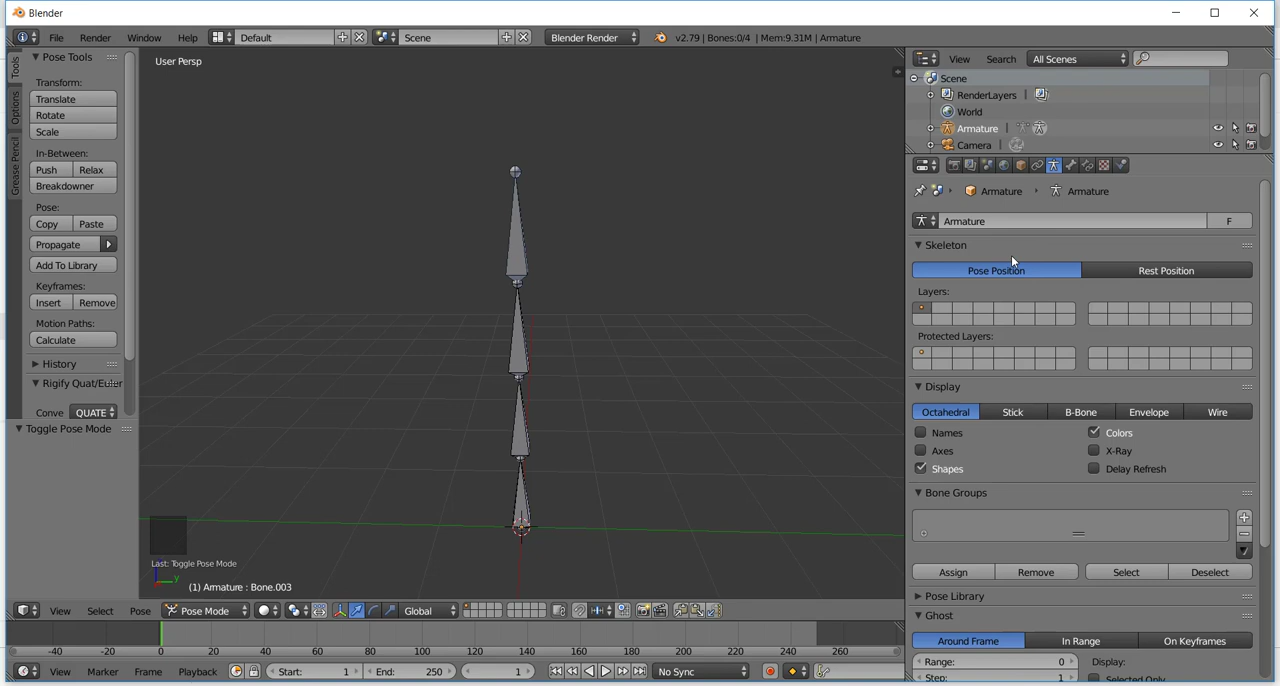 Blender
File Render Window Help Default Scene Blender Render v2.79 | Bones:0/4 | Mem:9.31M | Armature
Tools
Options
Grease Pencil
Pose Tools
Transform:
Translate
Rotate
Scale
In-Between:
Push Relax
Breakdowner
Pose:
Copy Paste
Propagate
Add To Library
Keyframes:
Insert Remove
Motion Paths:
Calculate
History
Rigify Quat/Euler
Conve QUATE
Toggle Pose Mode
User Persp
Last: Toggle Pose Mode
y
(1) Armature : Bone.003
View Select Pose Pose Mode Global
-40 -20 0 20 40 60 80 100 120 140 160 180 200 220 240 260
View Marker Frame Playback Start: 1 End: 250 1 No Sync
View Search All Scenes
Scene
RenderLayers
World
Armature
Camera
Armature Armature
Armature F
Skeleton
Pose Position Rest Position
Layers:
Protected Layers:
Display
Octahedral Stick B-Bone Envelope Wire
Names Colors
Axes X-Ray
Shapes Delay Refresh
Bone Groups
Assign Remove Select Deselect
Pose Library
Ghost
Around Frame In Range On Keyframes
Range: 0 Display:
Step: 1 Selected Only